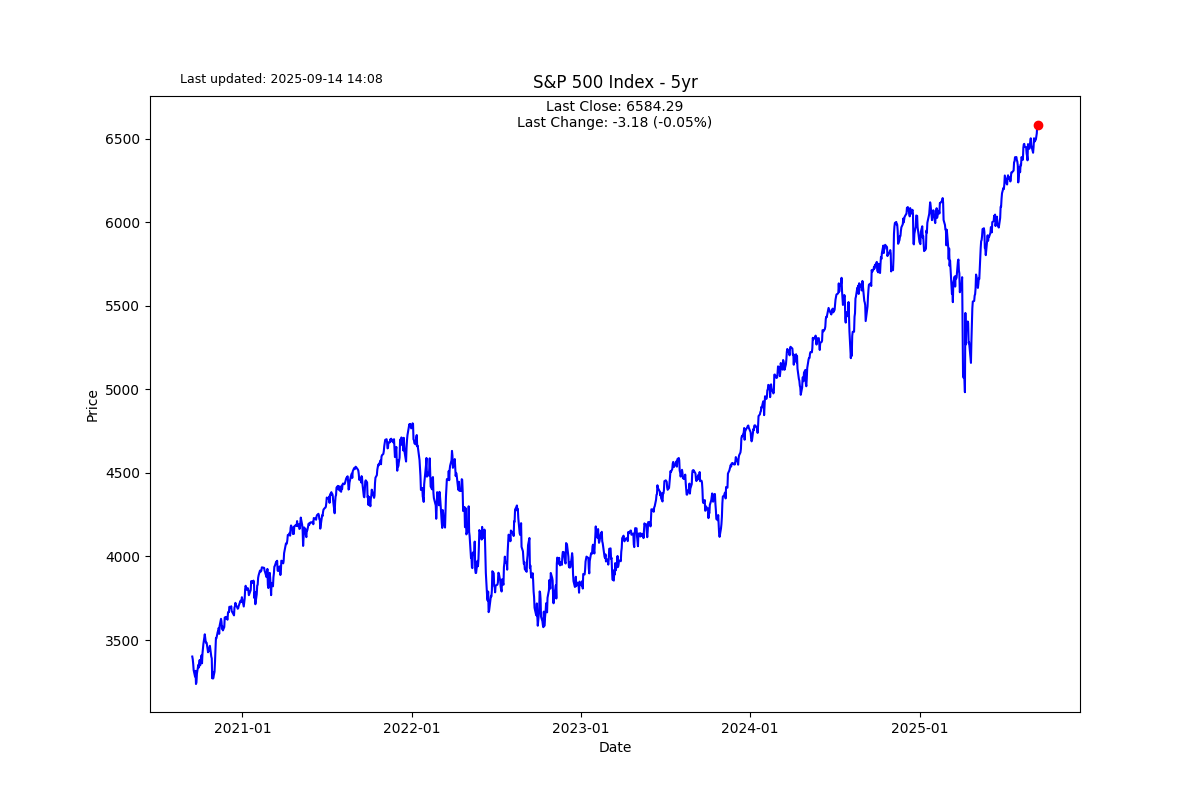 Last updated: 2025-09-14 14:08
S&P 500 Index - 5yr
Last Close: 6584.29
Last Change: -3.18 (-0.05%)
6500
6000
5500
5000
4500
4000
3500
Price
2021-01
2022-01
2023-01
2024-01
2025-01
Date